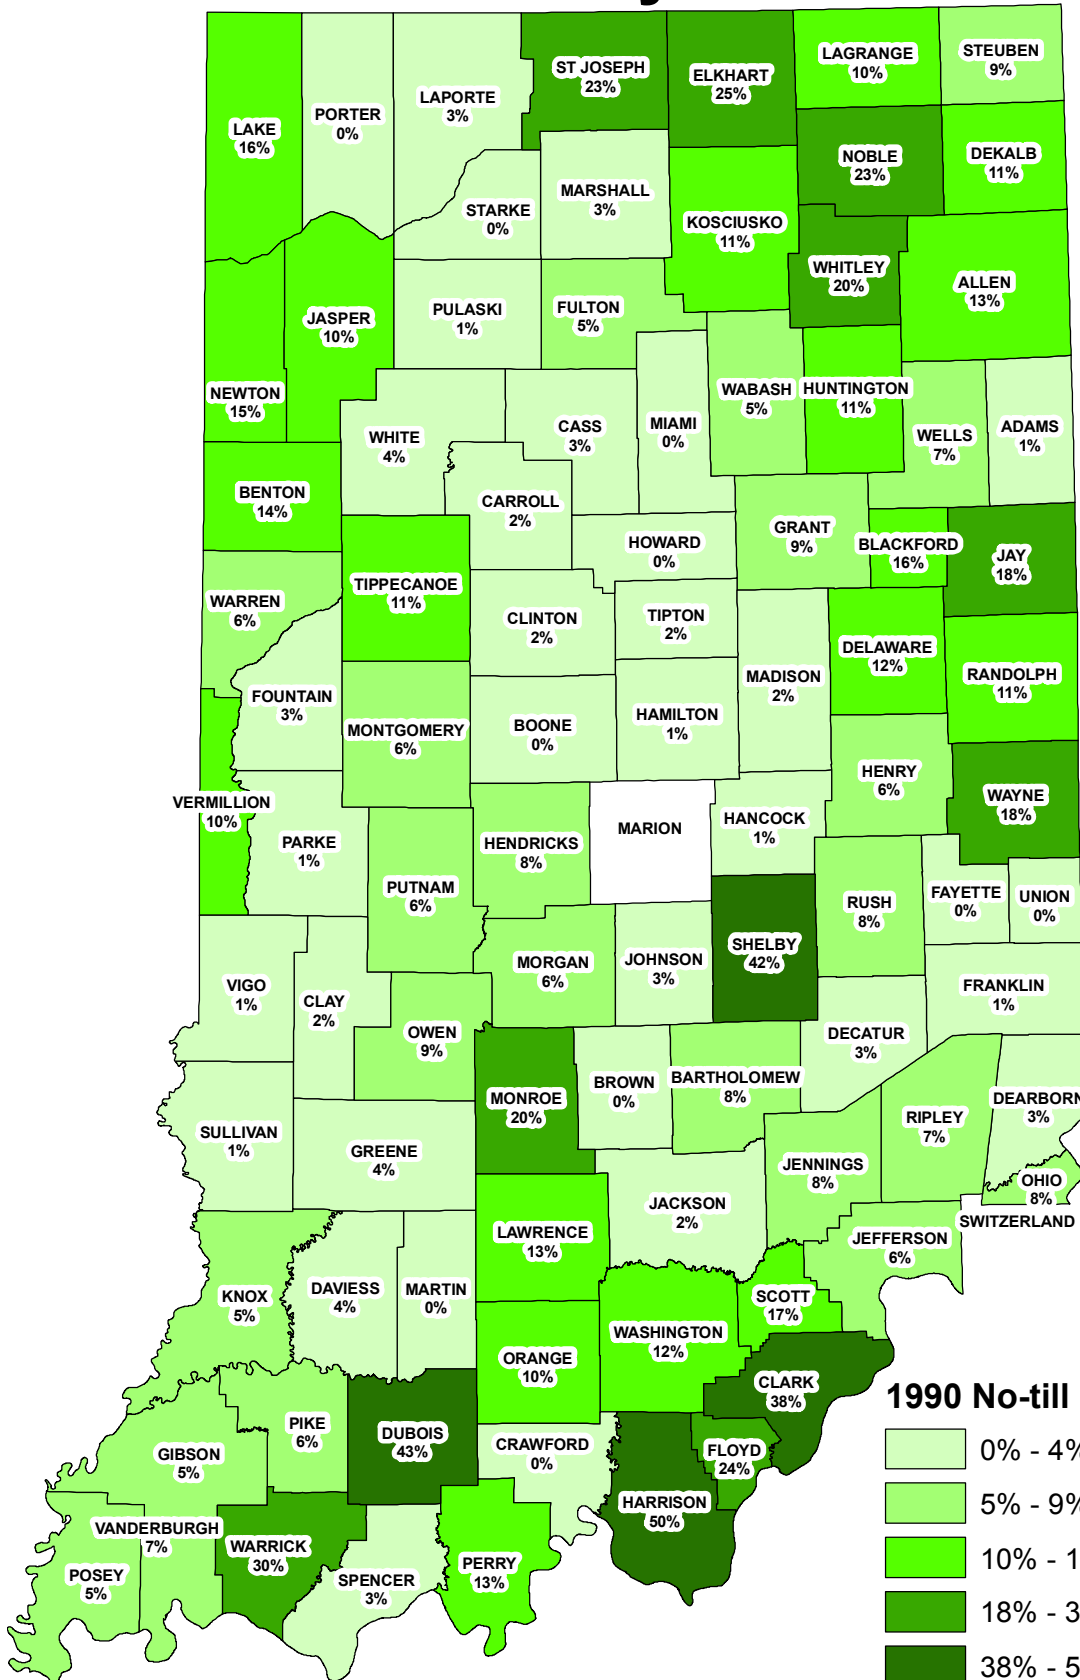 LAGRANGE
10%
STEUBEN
9%
ST JOSEPH
23%
ELKHART
25%
LAPORTE
3%
PORTER
0%
LAKE
16%
NOBLE
23%
DEKALB
11%
MARSHALL
3%
STARKE
0%
KOSCIUSKO
11%
WHITLEY
20%
ALLEN
13%
JASPER
10%
PULASKI
1%
FULTON
5%
NEWTON
15%
WABASH
5%
HUNTINGTON
11%
WHITE
4%
CASS
3%
MIAMI
0%
WELLS
7%
ADAMS
1%
BENTON
14%
CARROLL
2%
HOWARD
0%
GRANT
9%
BLACKFORD
16%
JAY
18%
WARREN
6%
TIPPECANOE
11%
CLINTON
2%
TIPTON
2%
DELAWARE
12%
RANDOLPH
11%
FOUNTAIN
3%
MONTGOMERY
6%
BOONE
0%
HAMILTON
1%
MADISON
2%
HENRY
6%
WAYNE
18%
VERMILLION
10%
PARKE
1%
HENDRICKS
8%
MARION
HANCOCK
1%
PUTNAM
6%
RUSH
8%
FAYETTE
0%
UNION
0%
SHELBY
42%
MORGAN
6%
JOHNSON
3%
VIGO
1%
CLAY
2%
FRANKLIN
1%
OWEN
9%
DECATUR
3%
MONROE
20%
BROWN
0%
BARTHOLOMEW
8%
DEARBORN
3%
RIPLEY
7%
SULLIVAN
1%
GREENE
4%
JENNINGS
8%
OHIO
8%
JACKSON
2%
SWITZERLAND
LAWRENCE
13%
JEFFERSON
6%
KNOX
5%
DAVIESS
4%
MARTIN
0%
SCOTT
17%
WASHINGTON
12%
ORANGE
10%
CLARK
38%
PIKE
6%
DUBOIS
43%
CRAWFORD
0%
FLOYD
24%
GIBSON
5%
HARRISON
50%
VANDERBURGH
7%
WARRICK
30%
POSEY
5%
SPENCER
3%
PERRY
13%
1990 No-till
0% - 4%
5% - 9%
10% - 1
18% - 3
38% - 5